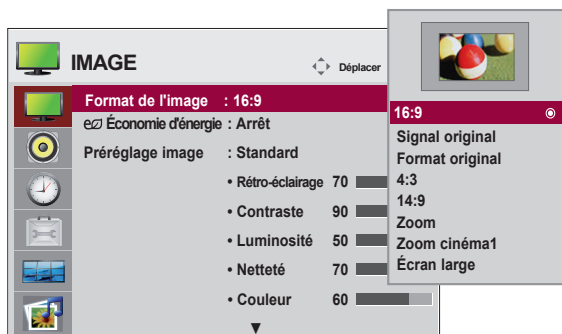 IMAGE
Déplacer
Format de l'image : 16:9
e Économie d'énergie : Arrêt
Préréglage image : Standard
• Rétro-éclairage 70
• Contraste 90
• Luminosité 50
• Netteté 70
• Couleur 60
16:9
Signal original
Format original
4:3
14:9
Zoom
Zoom cinéma1
Écran large